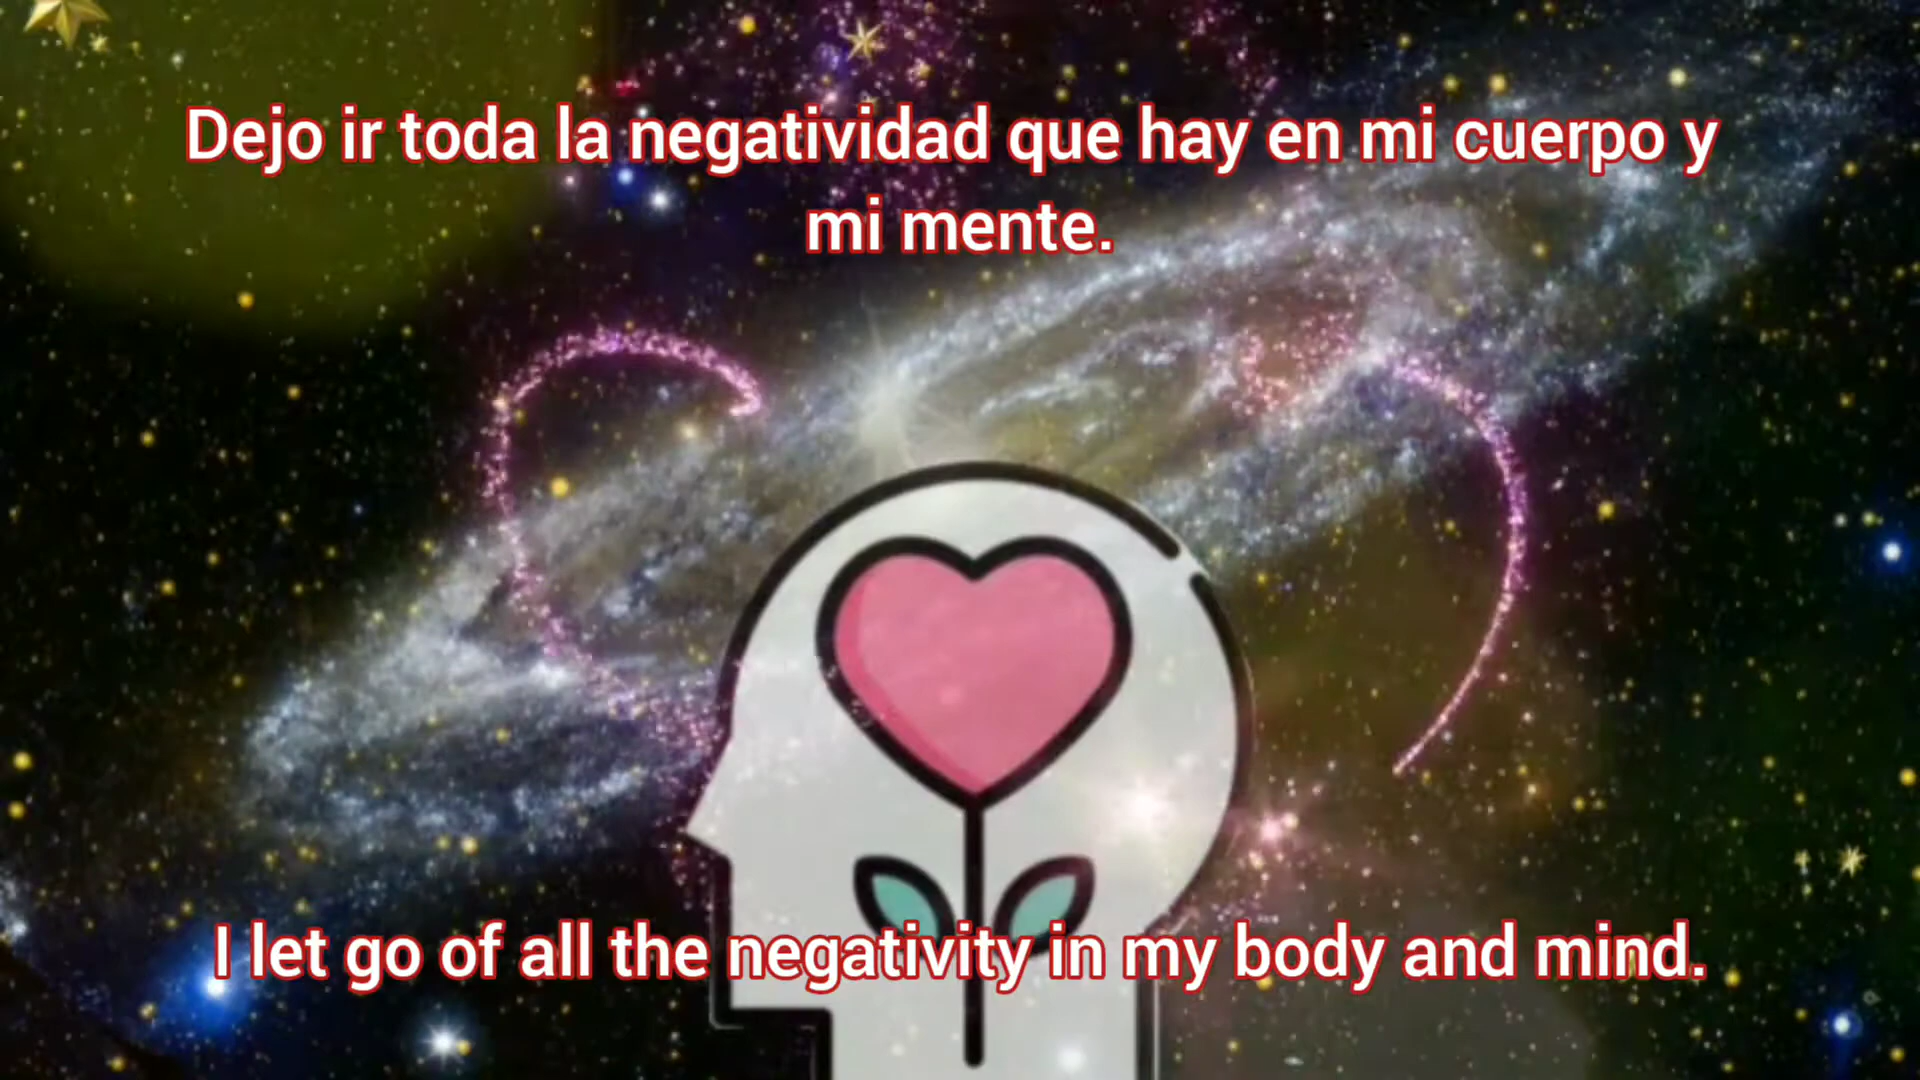 Dejo ir toda la negatividad que hay en mi cuerpo y
mi mente.
I let go of all the negativity in my body and mind.